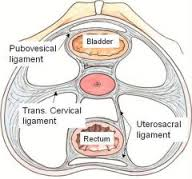 Bladder
Pubovesical
ligament
Trans. Cervical
ligament
Uterosacral
ligament
Rectum